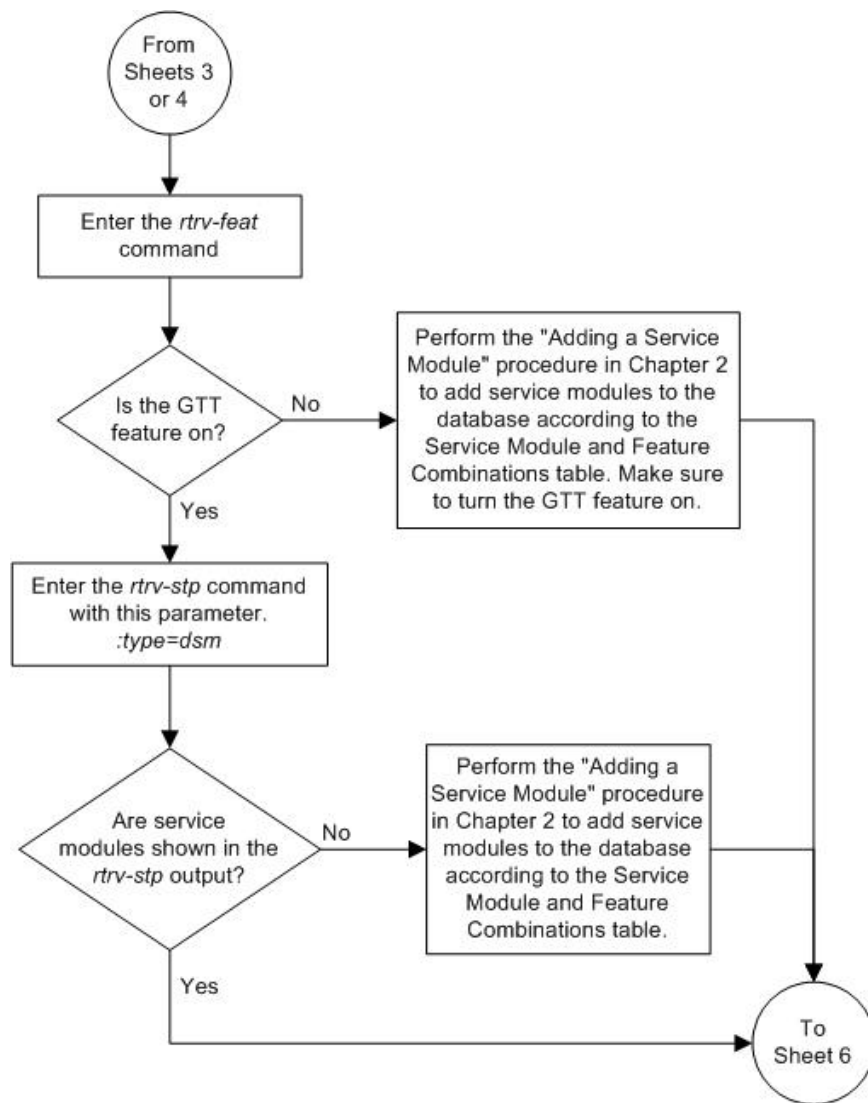 From
Sheets 3
or 4
Enter the rtrv-feat
command
Is the GTT
feature on?
No
Perform the "Adding a Service
Module" procedure in Chapter 2
to add service modules to the
database according to the
Service Module and Feature
Combinations table. Make sure
to turn the GTT feature on.
Yes
Enter the rtrv-stp command
with this parameter.
:type=dsm
Are service
modules shown in the
rtrv-stp output?
No
Perform the "Adding a
Service Module" procedure
in Chapter 2 to add service
modules to the database
according to the Service
Module and Feature
Combinations table.
Yes
To
Sheet 6